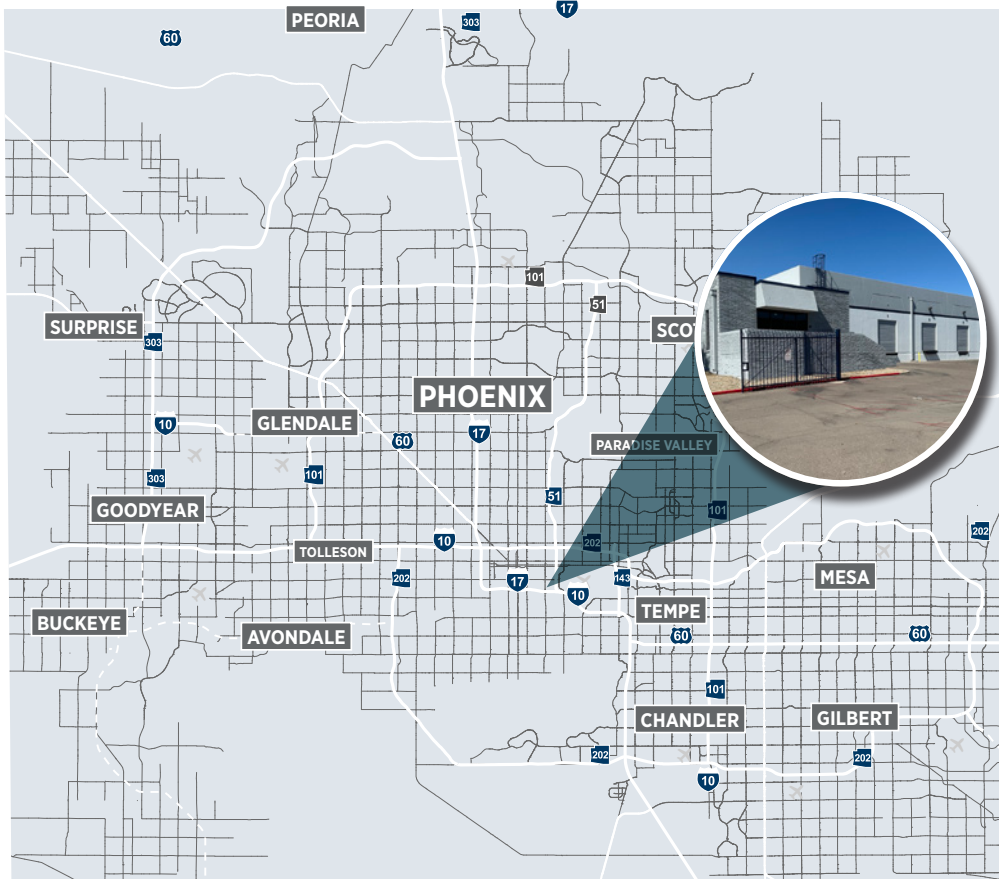 17
PEORIA
303
60
101
51
SURPRISE
SCO
303
PHOENIX
10
GLENDALE
17
60
PARADISE VALLEY
101
303
51
GOODYEAR
101
202
10
202
TOLLESON
202
17
143
MESA
10
BUCKEYE
TEMPE
AVONDALE
60
60
101
CHANDLER
GILBERT
202
202
10